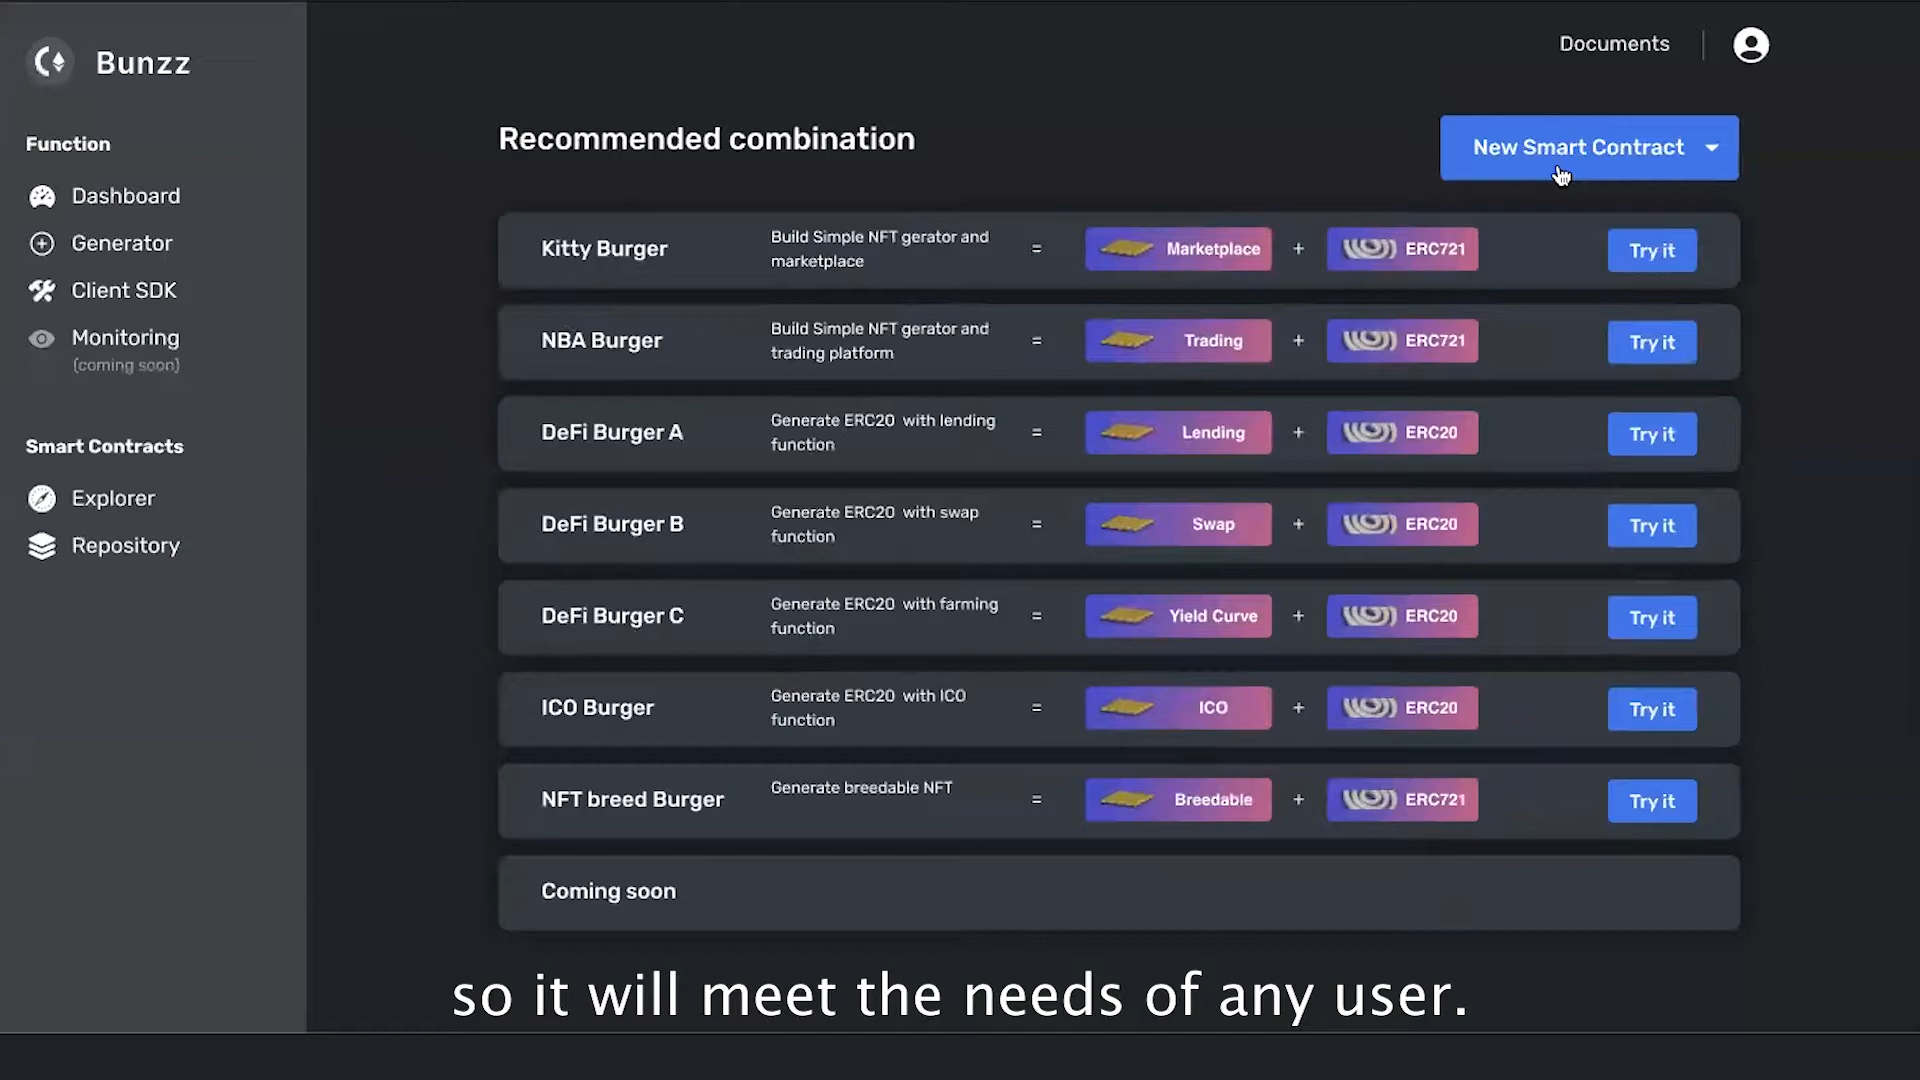 Bunzz
Documents
Function
Dashboard
Generator
Client SDK
Monitoring
(coming soon)
Smart Contracts
Explorer
Repository
Recommended combination
New Smart Contract
Kitty Burger
Build Simple NFT gerator and
marketplace
=
Marketplace
+
ERC721
Try it
NBA Burger
Build Simple NFT gerator and
trading platform
=
Trading
+
ERC721
Try it
DeFi Burger A
Generate ERC20 with lending
function
=
Lending
+
ERC20
Try it
DeFi Burger B
Generate ERC20 with swap
function
=
Swap
+
ERC20
Try it
DeFi Burger C
Generate ERC20 with farming
function
=
Yield Curve
+
ERC20
Try it
ICO Burger
Generate ERC20 with ICO
function
=
ICO
+
ERC20
Try it
NFT breed Burger
Generate breedable NFT
=
Breedable
+
ERC721
Try it
Coming soon
so it will meet the needs of any user.